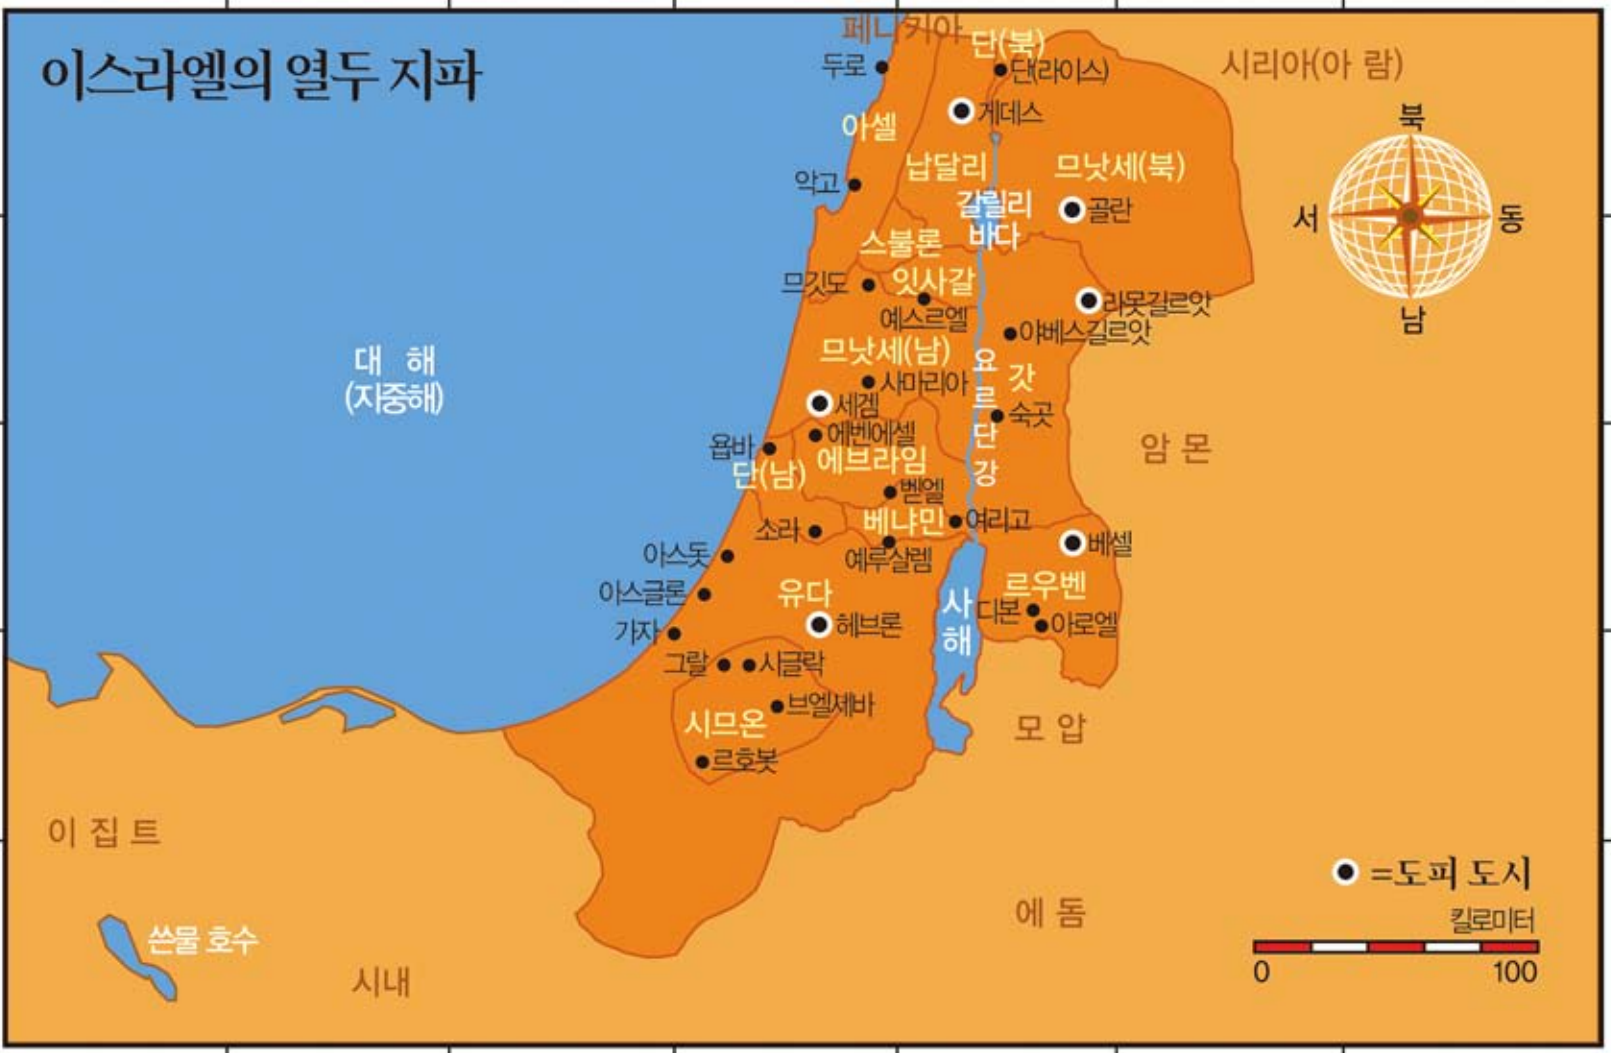 이스라엘의 열두 지파
페니키아
단(북)
두로
단(라이스)
시리아(아 람)
게데스
북
아셀
납달리
므낫세(북)
악고
갈릴리
바다
골란
서
동
스불론
므깃도
잇사갈
예스르엘
라못길르앗
남
야베스길르앗
대 해
(지중해)
므낫세(남)
요
르
단
강
사마리아
갓
세겜
숙곳
에벤에셀
욥바
에브라임
단(남)
암 몬
벧엘
베냐민
여리고
소라
예루살렘
베셀
아스돗
아스글론
유다
르우벤
사
해
디본
아로엘
가자
헤브론
그랄
시글락
브엘세바
시므온
르호봇
모 압
이 집 트
에 돔
쓴물 호수
시내
=도피 도시
킬로미터
0
100